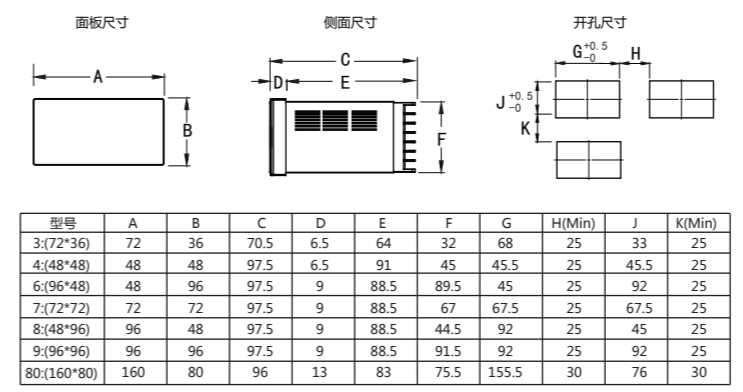 面板尺寸 侧面尺寸 开孔尺寸
A
B
C
D E
F
G+0.5-0 H
J+0.5-0
K
型号 A B C D E F G H(Min) J K(Min)
3:(72*36) 72 36 70.5 6.5 64 32 68 25 33 25
4:(48*48) 48 48 97.5 6.5 91 45 45.5 25 45.5 25
6:(96*48) 48 96 97.5 9 88.5 89.5 45 25 92 25
7:(72*72) 72 72 97.5 9 88.5 67 67.5 25 67.5 25
8:(48*96) 96 48 97.5 9 88.5 44.5 92 25 45 25
9:(96*96) 96 96 97.5 9 88.5 91.5 92 25 92 25
80:(160*80) 160 80 96 13 83 75.5 155.5 30 76 30